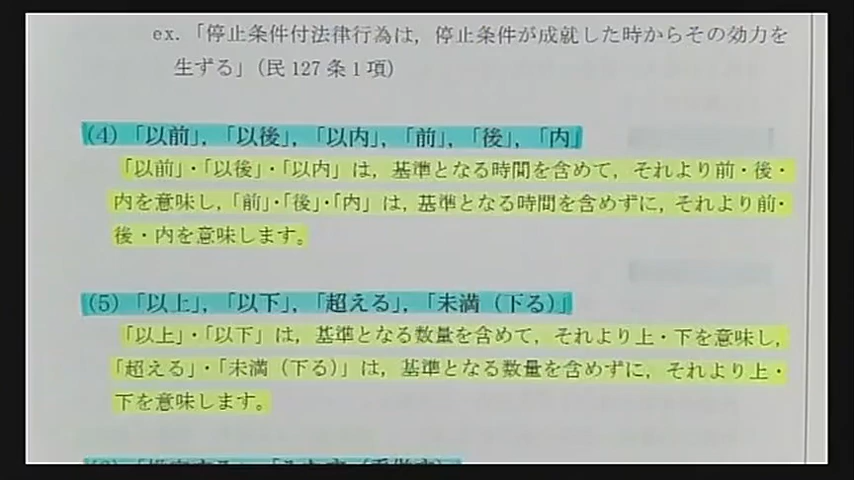 ex.「停止条件付法律行為は，停止条件が成就した時からその効力を
生ずる」（民 127 条 1 項）
(4) 「以前」，「以後」，「以内」，「前」，「後」，「内」
「以前」・「以後」・「以内」は，基準となる時間を含めて，それより前・後・
内を意味し，「前」・「後」・「内」は，基準となる時間を含めずに，それより前・
後・内を意味します。
(5) 「以上」，「以下」，「超える」，「未満（下る）」
「以上」・「以下」は，基準となる数量を含めて，それより上・下を意味し，
「超える」・「未満（下る）」は，基準となる数量を含めずに，それより上・
下を意味します。